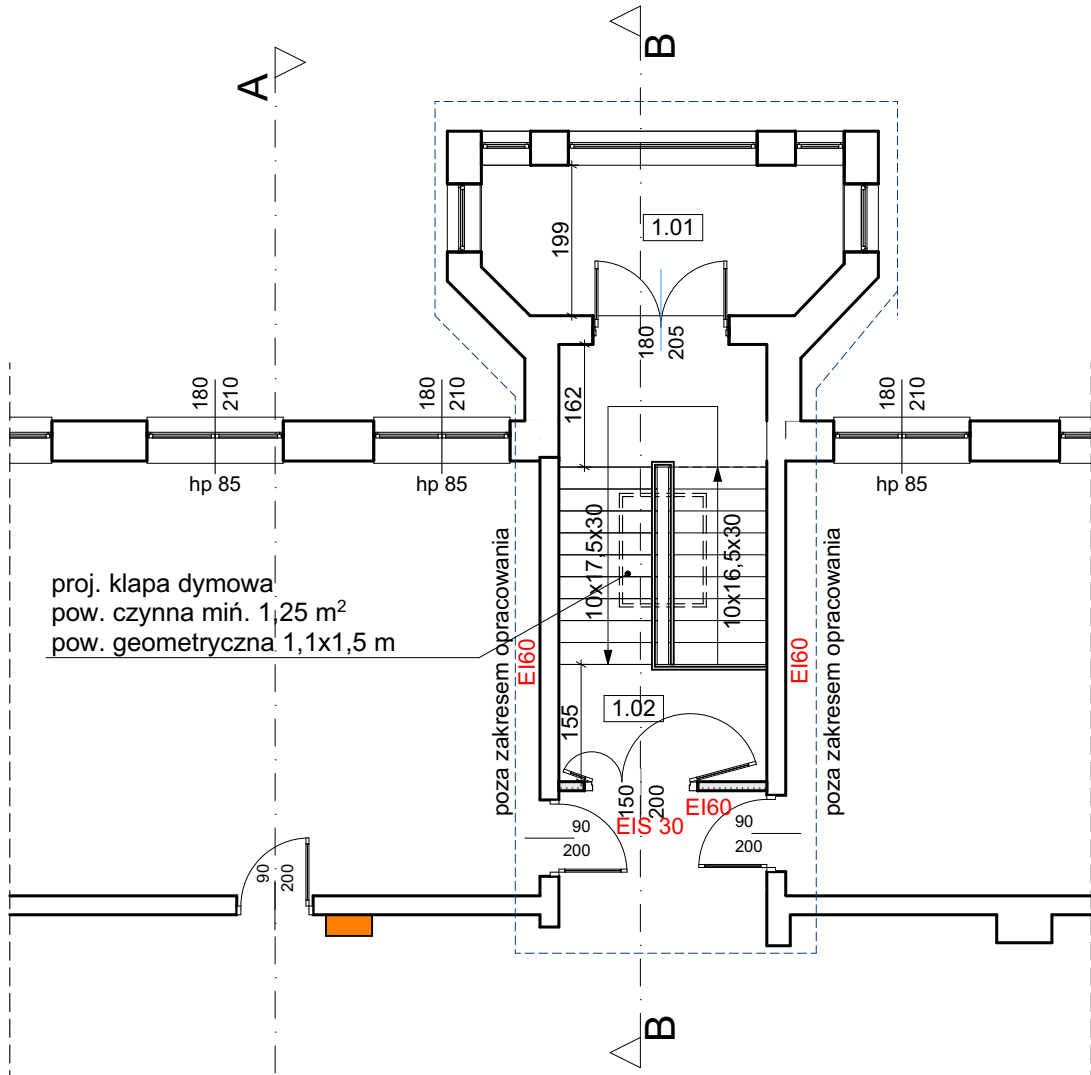 B
A
1.01
199
180
205
180
210
180
210
162
180
210
hp 85
hp 85
hp 85
10x17,5x30
10x16,5x30
poza zakresem opracowania
poza zakresem opracowania
proj. klapa dymowa
pow. czynna miń. 1,25 m²
pow. geometryczna 1,1x1,5 m
EI60
EI60
1.02
155
150
200
EI60
EIS 30
90
200
90
200
90
200
B